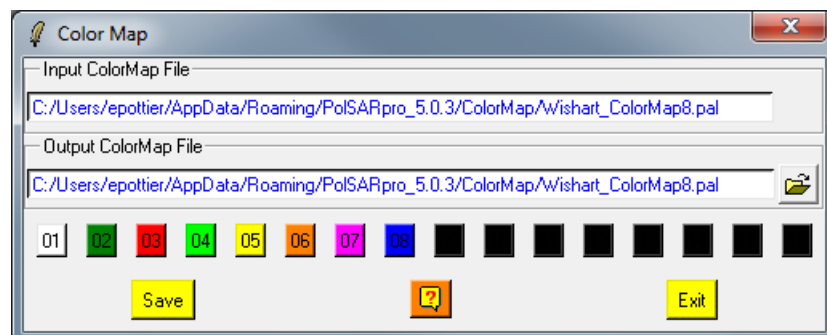 Color Map
Input ColorMap File
C:/Users/epottier/AppData/Roaming/PolSARpro_5.0.3/ColorMap/Wishart_ColorMap8.pal
Output ColorMap File
C:/Users/epottier/AppData/Roaming/PolSARpro_5.0.3/ColorMap/Wishart_ColorMap8.pal
01 02 03 04 05 06 07 08
Save ? Exit